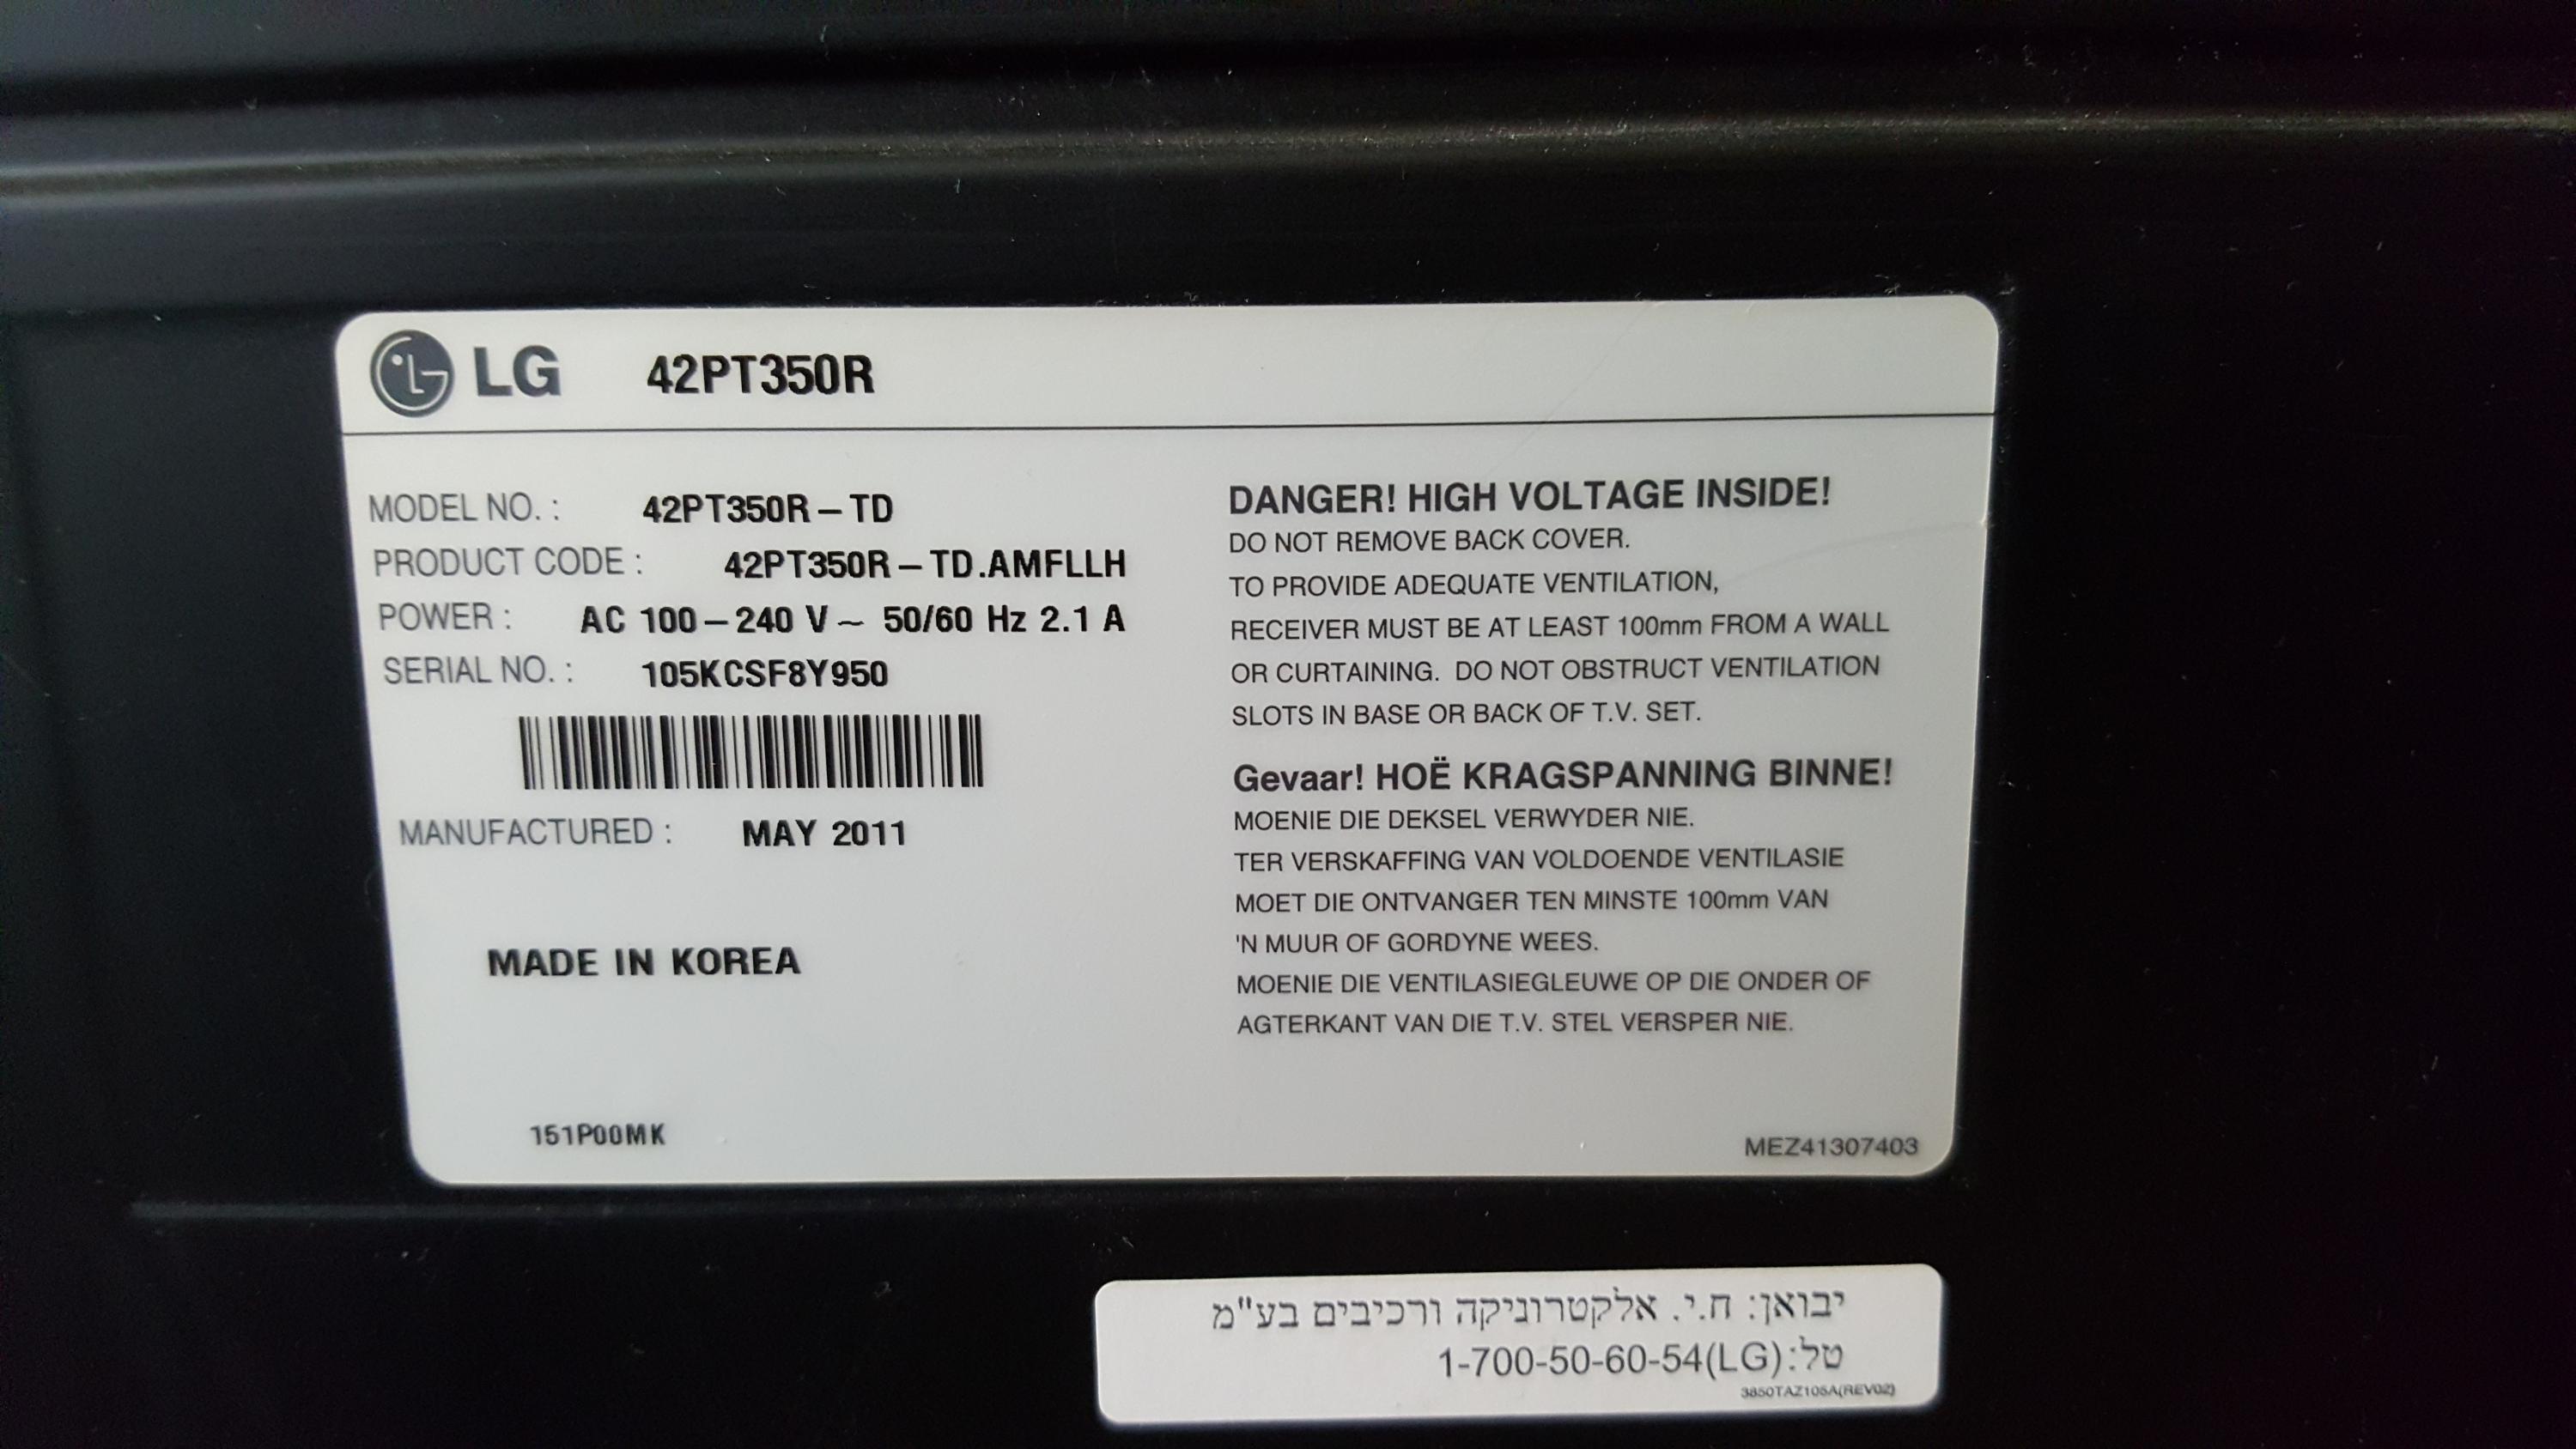 LG 42PT350R
MODEL NO. : 42PT350R-TD
PRODUCT CODE : 42PT350R-TD.AMFLLH
POWER : AC 100-240 V~ 50/60 Hz 2.1 A
SERIAL NO. : 105KCSF8Y950
MANUFACTURED : MAY 2011
MADE IN KOREA
151P00MK
DANGER! HIGH VOLTAGE INSIDE!
DO NOT REMOVE BACK COVER.
TO PROVIDE ADEQUATE VENTILATION,
RECEIVER MUST BE AT LEAST 100mm FROM A WALL
OR CURTAINING. DO NOT OBSTRUCT VENTILATION
SLOTS IN BASE OR BACK OF T.V. SET.
Gevaar! HOË KRAGSPANNING BINNE!
MOENIE DIE DEKSEL VERWYDER NIE.
TER VERSKAFFING VAN VOLDOENDE VENTILASIE
MOET DIE ONTVANGER TEN MINSTE 100mm VAN
'N MUUR OF GORDYNE WEES.
MOENIE DIE VENTILASIEGLEUWE OP DIE ONDER OF
AGTERKANT VAN DIE T.V. STEL VERSPER NIE.
MEZ41307403
יבואן: ח.י. אלקטרוניקה ורכיבים בע"מ
טל:(LG)1-700-50-60-54
3850TAZ105A(REV02)